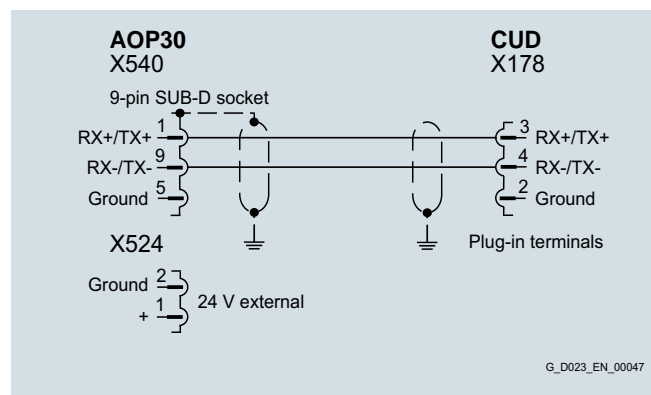 AOP30
X540
CUD
X178
9-pin SUB-D socket
RX+/TX+ 1
3 RX+/TX+
RX-/TX- 9
4 RX-/TX-
Ground 5
2 Ground
X524
Plug-in terminals
Ground 2
24 V external
+ 1
G_D023_EN_00047